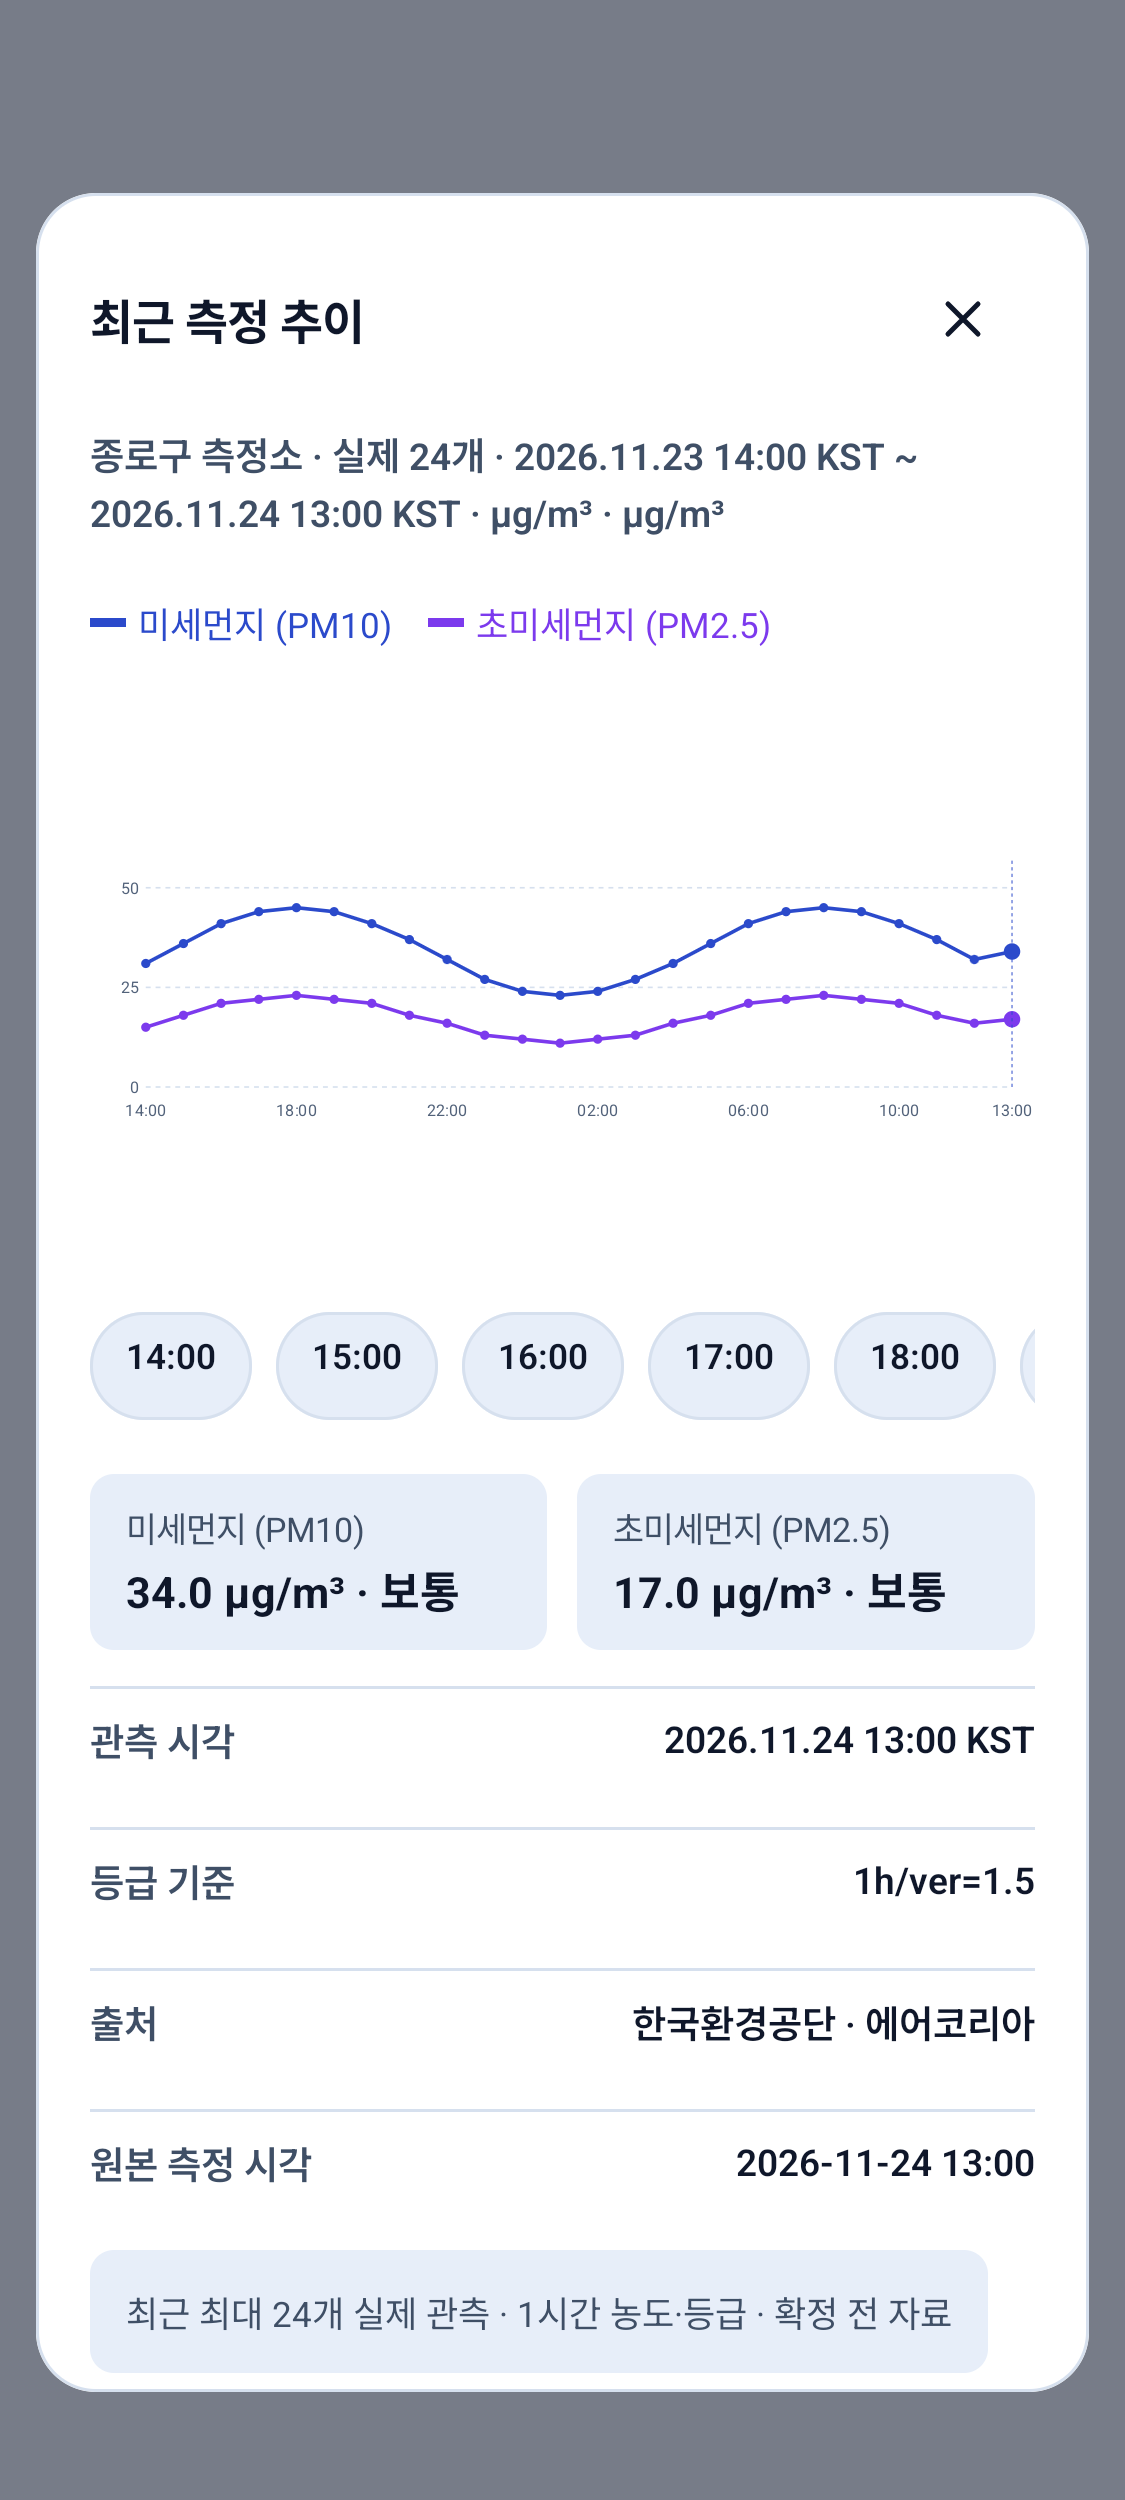 최근 측정 추이
종로구 측정소 · 실제 24개 · 2026.11.23 14:00 KST ~
2026.11.24 13:00 KST · µg/m³ · µg/m³
미세먼지 (PM10) 초미세먼지 (PM2.5)
50
25
0
14:00 18:00 22:00 02:00 06:00 10:00 13:00
14:00 15:00 16:00 17:00 18:00
미세먼지 (PM10)
34.0 µg/m³ · 보통
초미세먼지 (PM2.5)
17.0 µg/m³ · 보통
관측 시각 2026.11.24 13:00 KST
등급 기준 1h/ver=1.5
출처 한국환경공단 · 에어코리아
원본 측정 시각 2026-11-24 13:00
최근 최대 24개 실제 관측 · 1시간 농도·등급 · 확정 전 자료